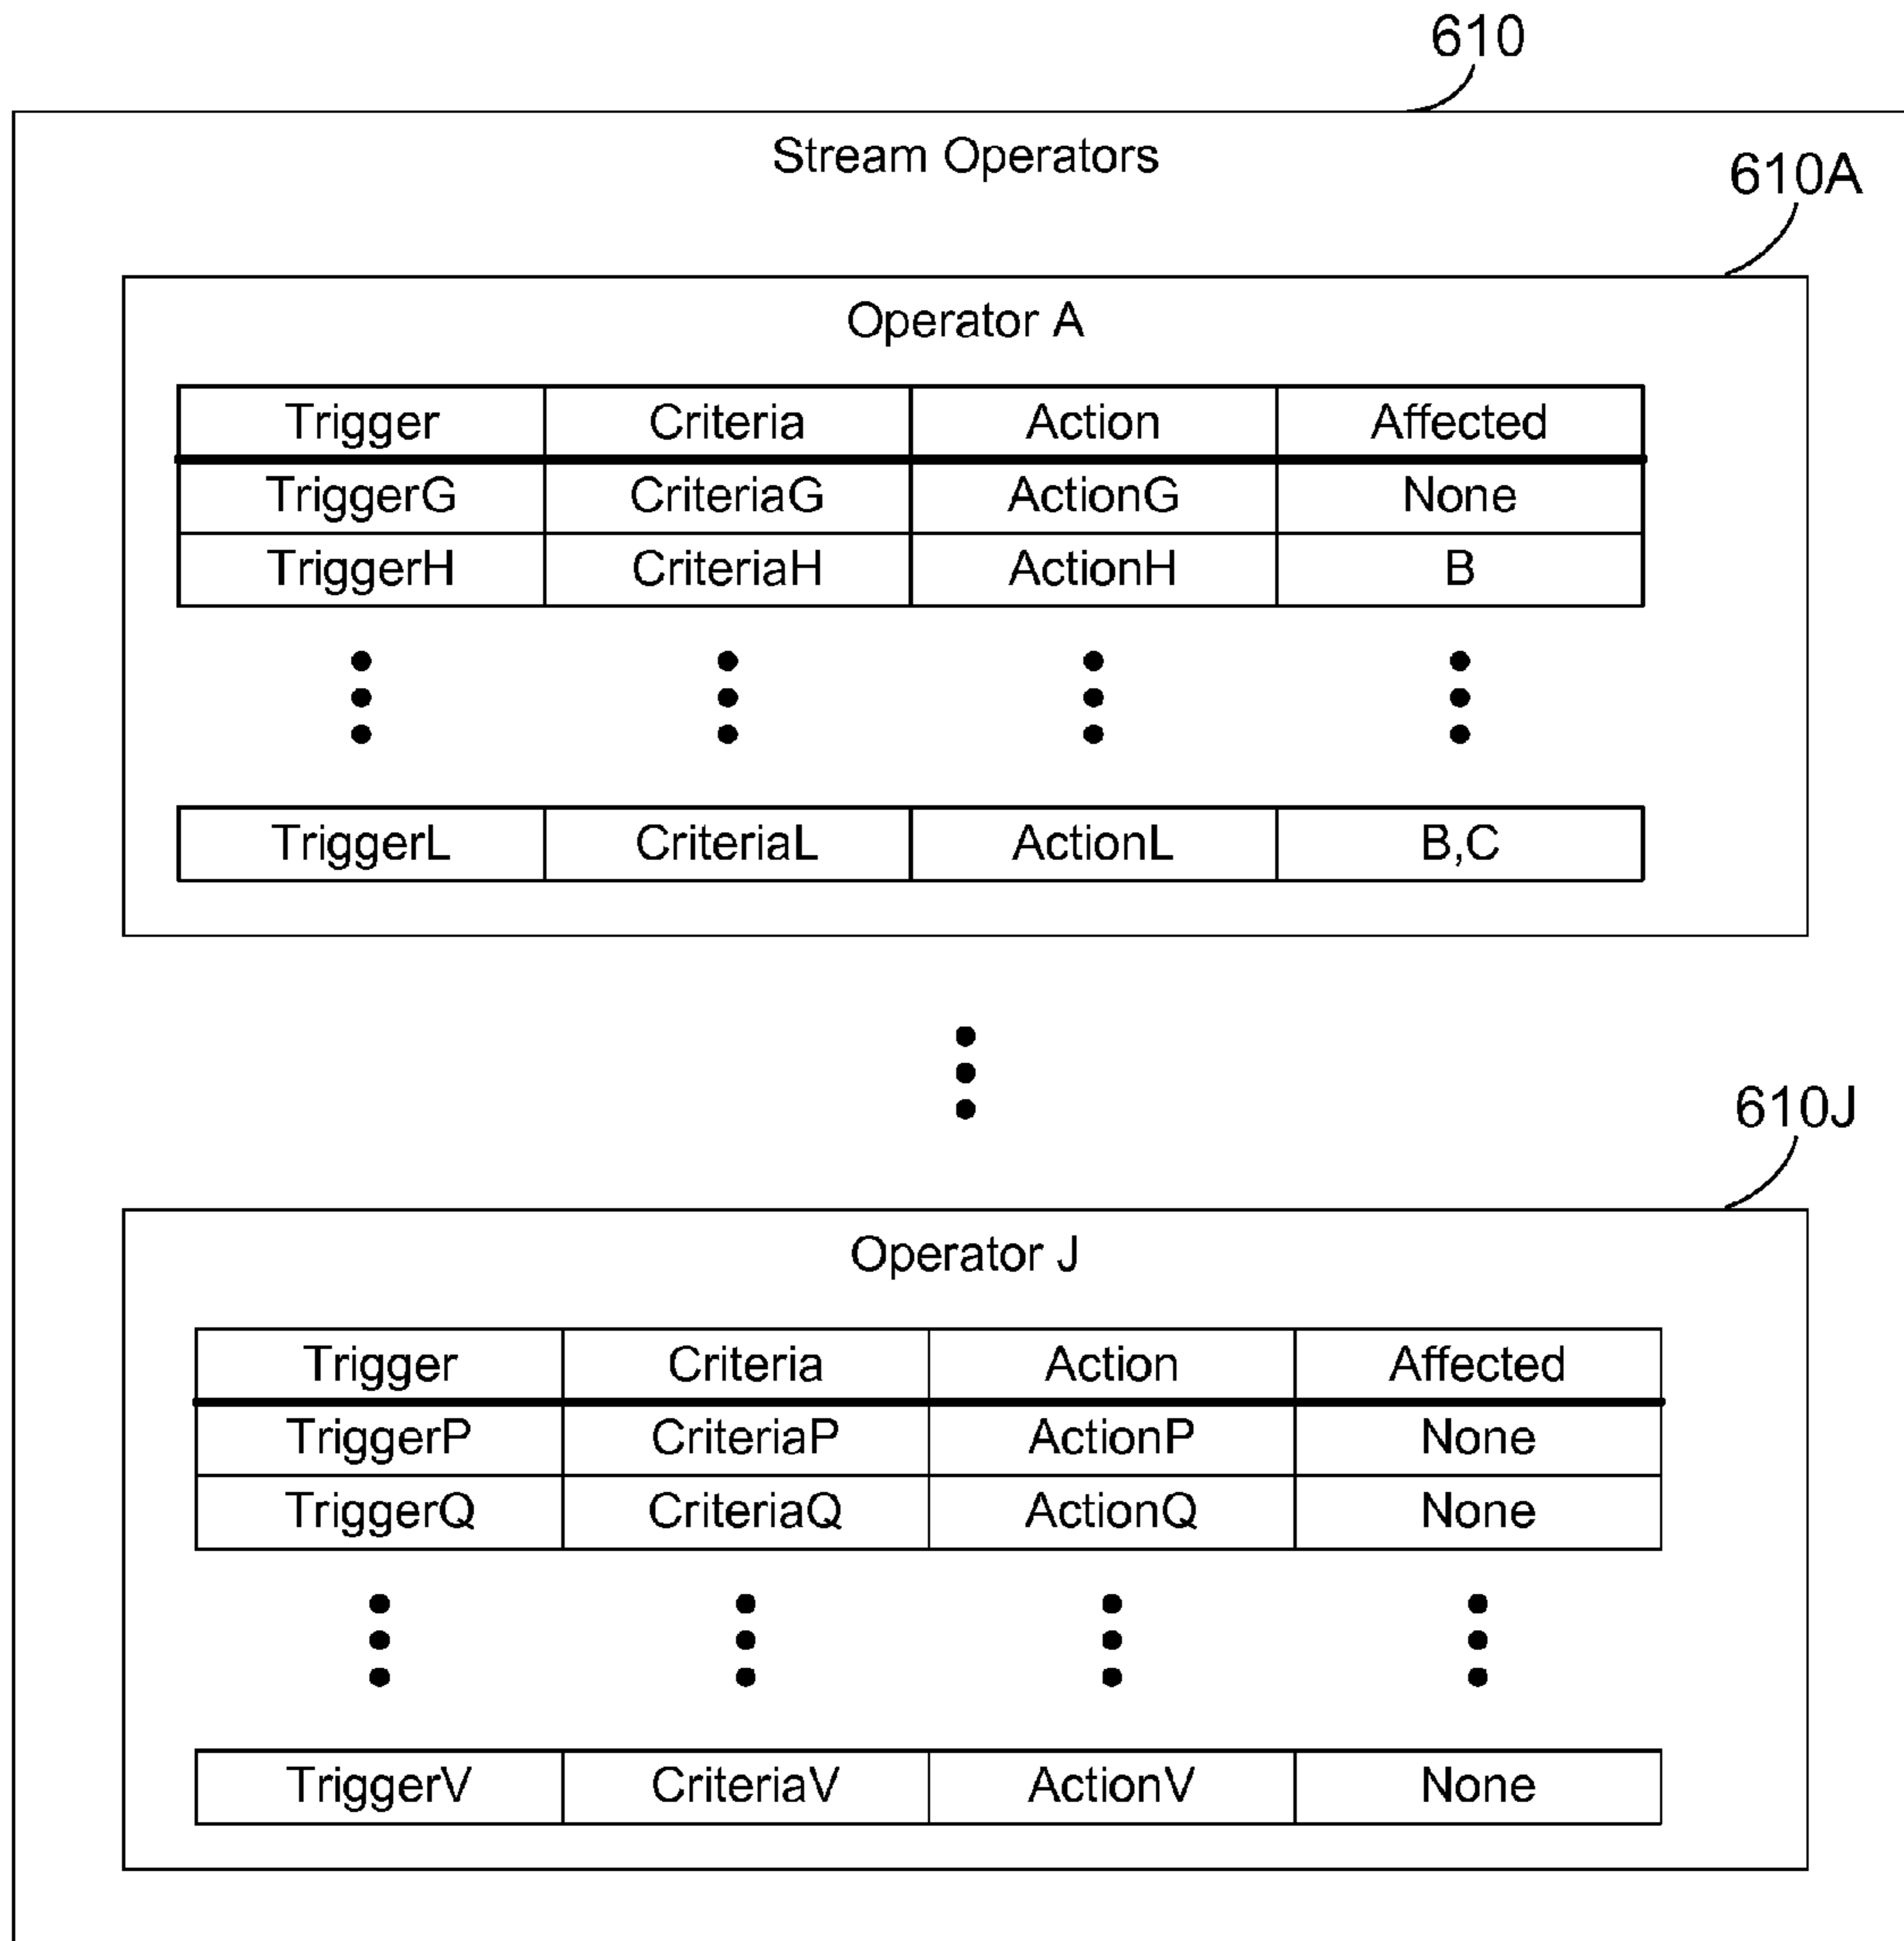 610
Stream Operators
610A
Operator A
Trigger Criteria Action Affected
TriggerG CriteriaG ActionG None
TriggerH CriteriaH ActionH B
TriggerL CriteriaL ActionL B,C
610J
Operator J
Trigger Criteria Action Affected
TriggerP CriteriaP ActionP None
TriggerQ CriteriaQ ActionQ None
TriggerV CriteriaV ActionV None